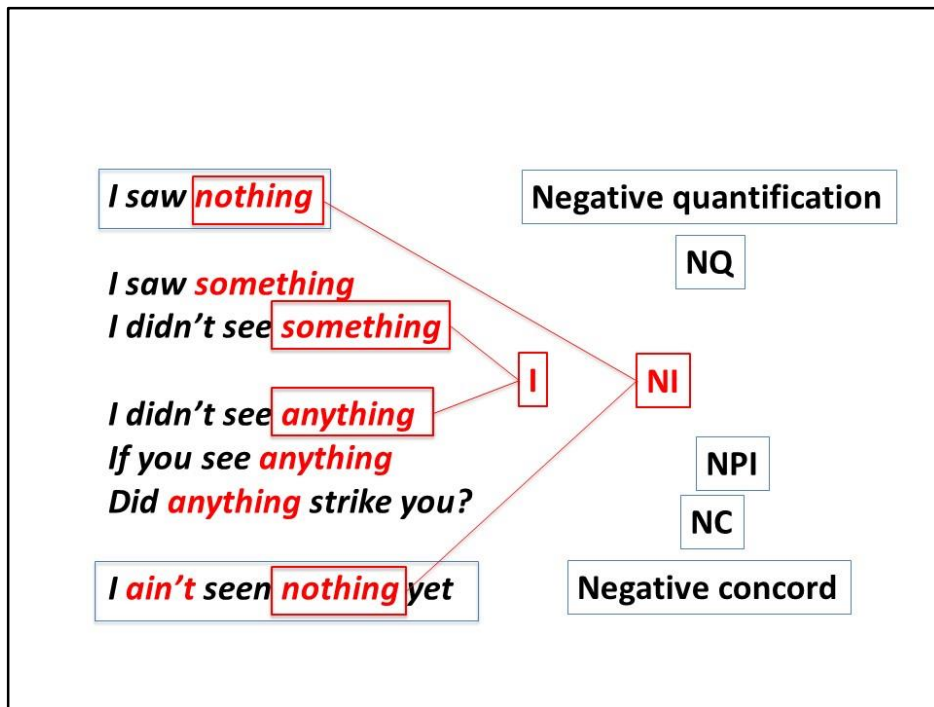 I saw nothing
Negative quantification
NQ
I saw something
I didn’t see something
I
NI
I didn’t see anything
If you see anything
NPI
Did anything strike you?
NC
I ain’t seen nothing yet
Negative concord